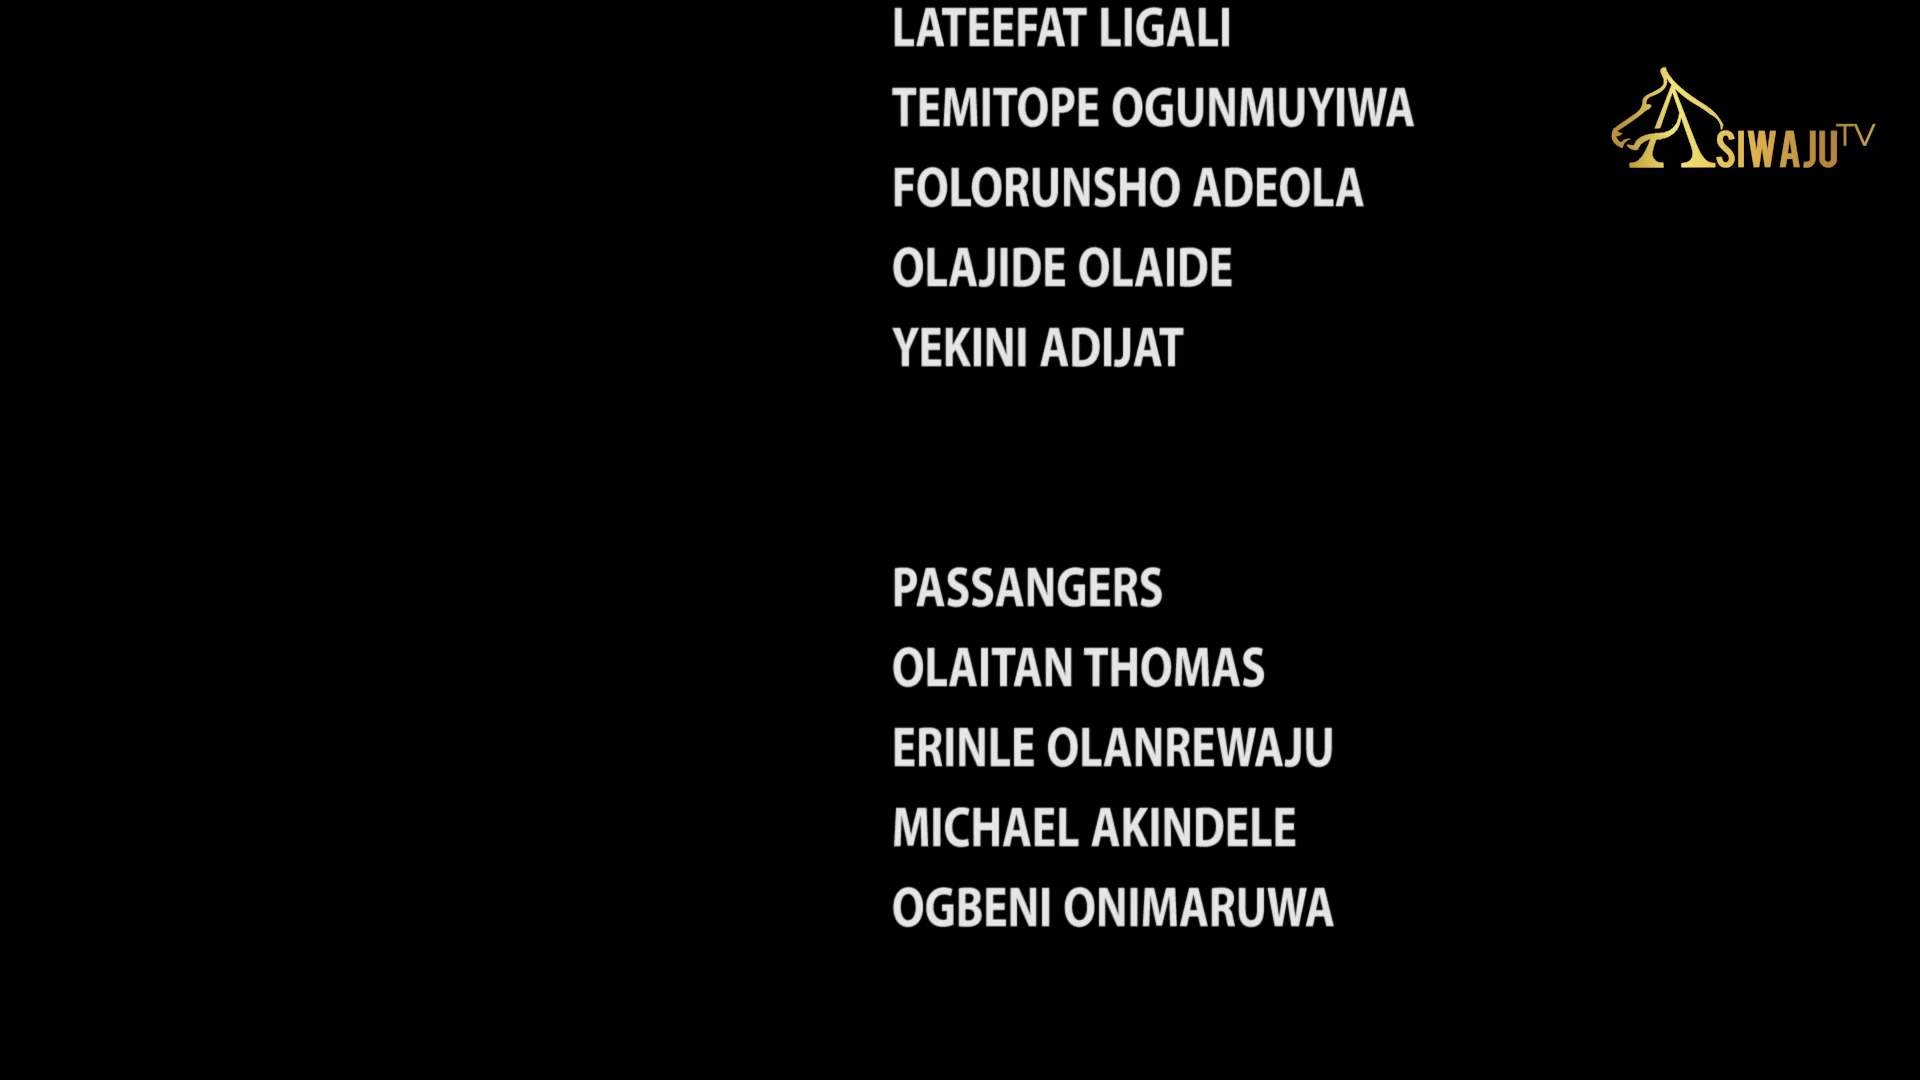 LATEEFAT LIGALI
TEMITOPE OGUNMUYIWA
FOLORUNSHO ADEOLA
OLAJIDE OLAIDE
YEKINI ADIJAT
PASSANGERS
OLAITAN THOMAS
ERINLE OLANREWAJU
MICHAEL AKINDELE
OGBENI ONIMARUWA
ASIWAJU TV